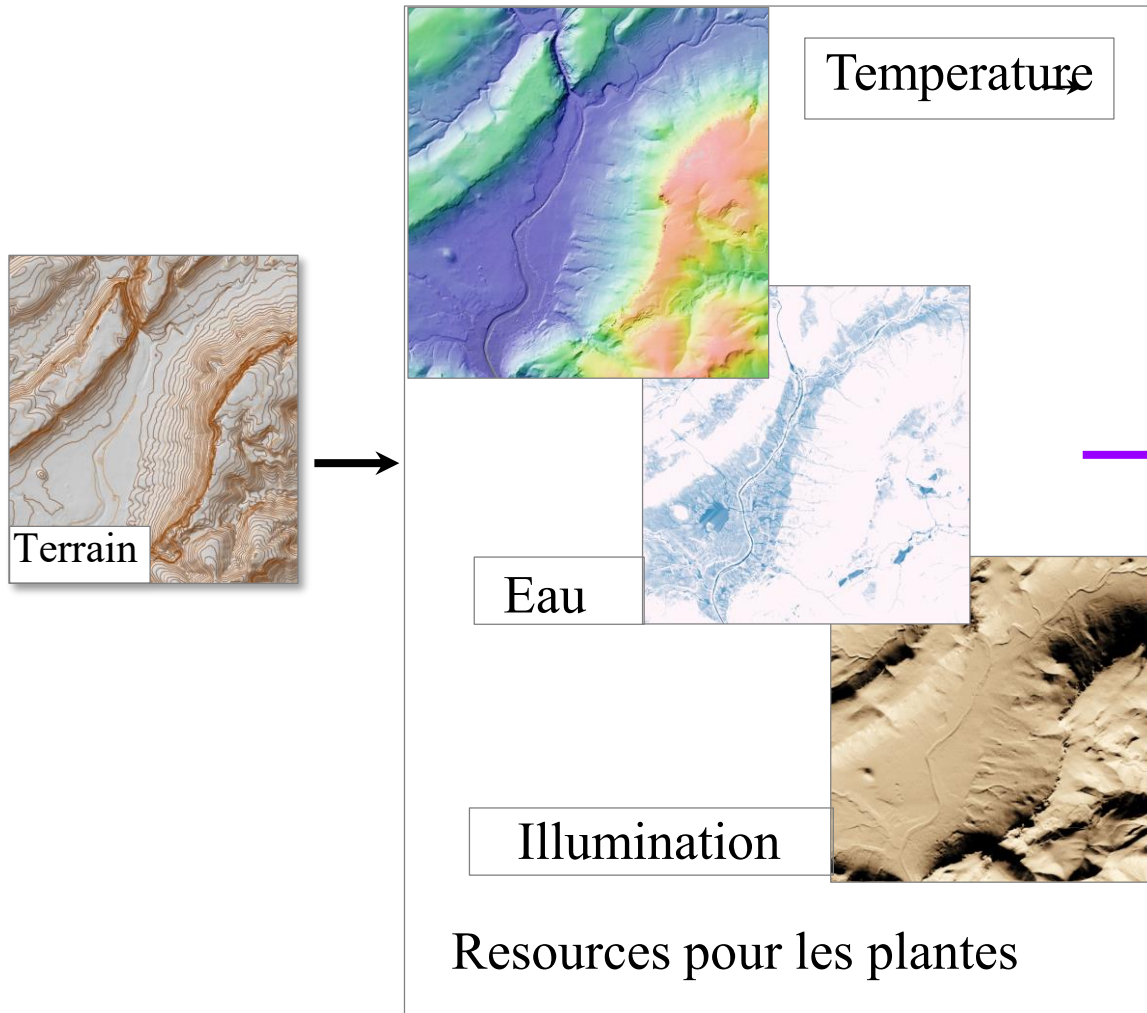 Temperature
Terrain
Eau
Illumination
Resources pour les plantes